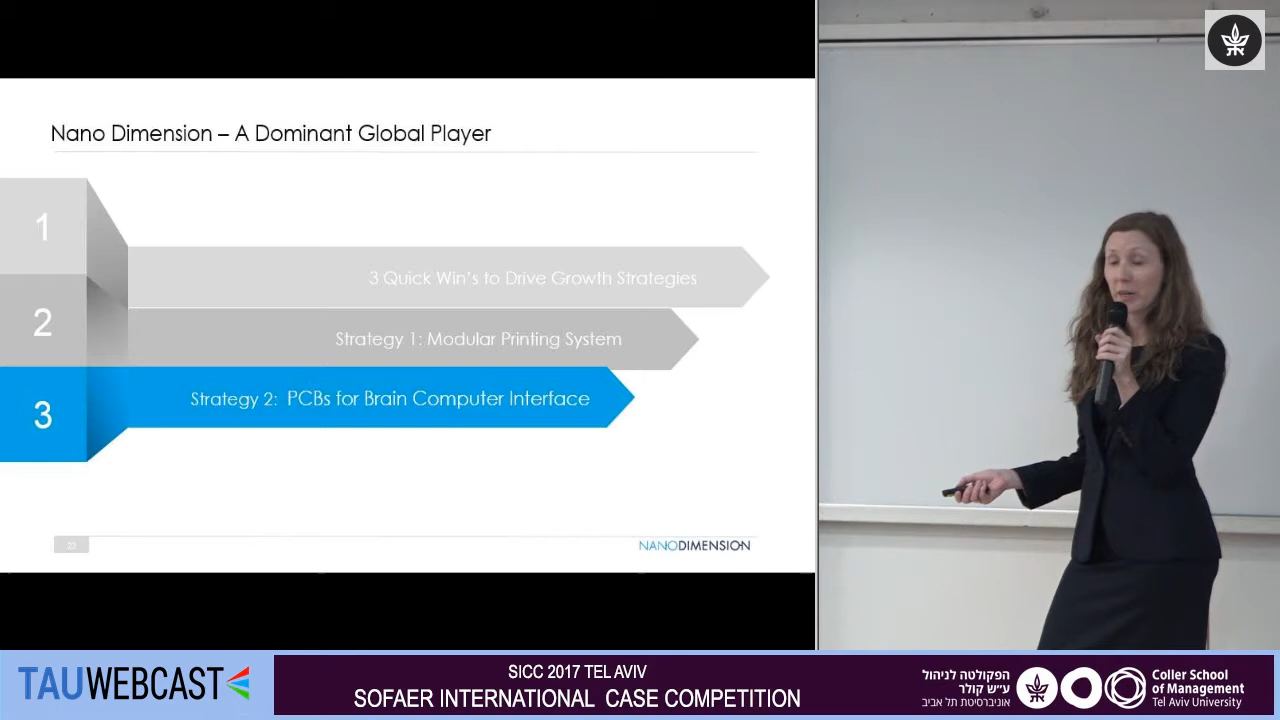 Nano Dimension – A Dominant Global Player
1
3 Quick Win's to Drive Growth Strategies
2
Strategy 1: Modular Printing System
3
Strategy 2: PCBs for Brain Computer Interface
23
NANODIMENSION
TAUWEBCAST
SICC 2017 TEL AVIV
SOFAER INTERNATIONAL CASE COMPETITION
הפקולטה לניהול
ע״ש קולר
אוניברסיטת תל אביב
Coller School
of Management
Tel Aviv University